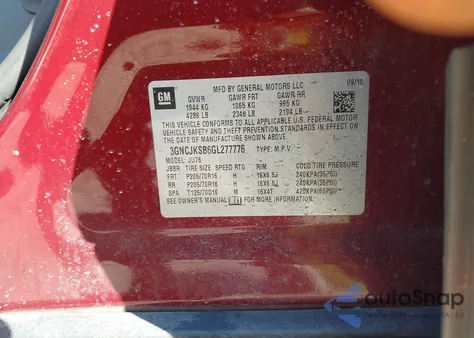 09/16
GM MFD BY GENERAL MOTORS LLC
GVWR GAWR FRT GAWR RR
1944 KG 1065 KG 995 KG
4286 LB 2348 LB 2194 LB
THIS VEHICLE CONFORMS TO ALL APPLICABLE U.S. FEDERAL MOTOR
VEHICLE SAFETY, BUMPER, AND THEFT PREVENTION STANDARDS
IN EFFECT ON THE DATE OF MANUFACTURE SHOWN ABOVE.
3GNCJKSB6GL277776 TYPE: M.P.V.
MODEL: JU76
TIRE SIZE SPEED RTG RIM COLD TIRE PRESSURE
FRT P205/70R16 H 16X6.5J 240KPA(35PSI)
RR P205/70R16 H 16X6.5J 240KPA(35PSI)
SPA T125/70D16 M 16X4T 420KPA(60PSI)
SEE OWNER'S MANUAL FOR MORE INFORMATION.
autoSnap